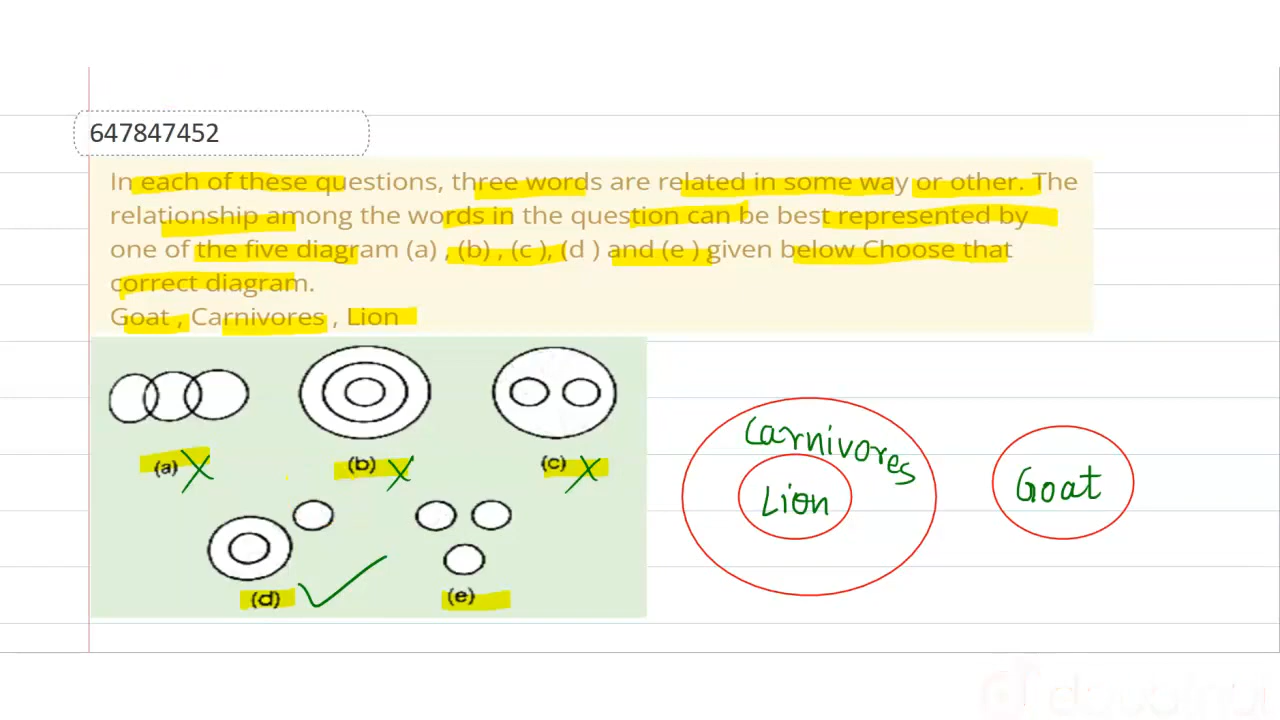 647847452
In each of these questions, three words are related in some way or other. The
relationship among the words in the question can be best represented by
one of the five diagram (a) , (b) , (c ), (d ) and (e ) given below Choose that
correct diagram.
Goat , Carnivores , Lion
(a) (b) (c)
(d) (e)
Carnivores
Lion
Goat